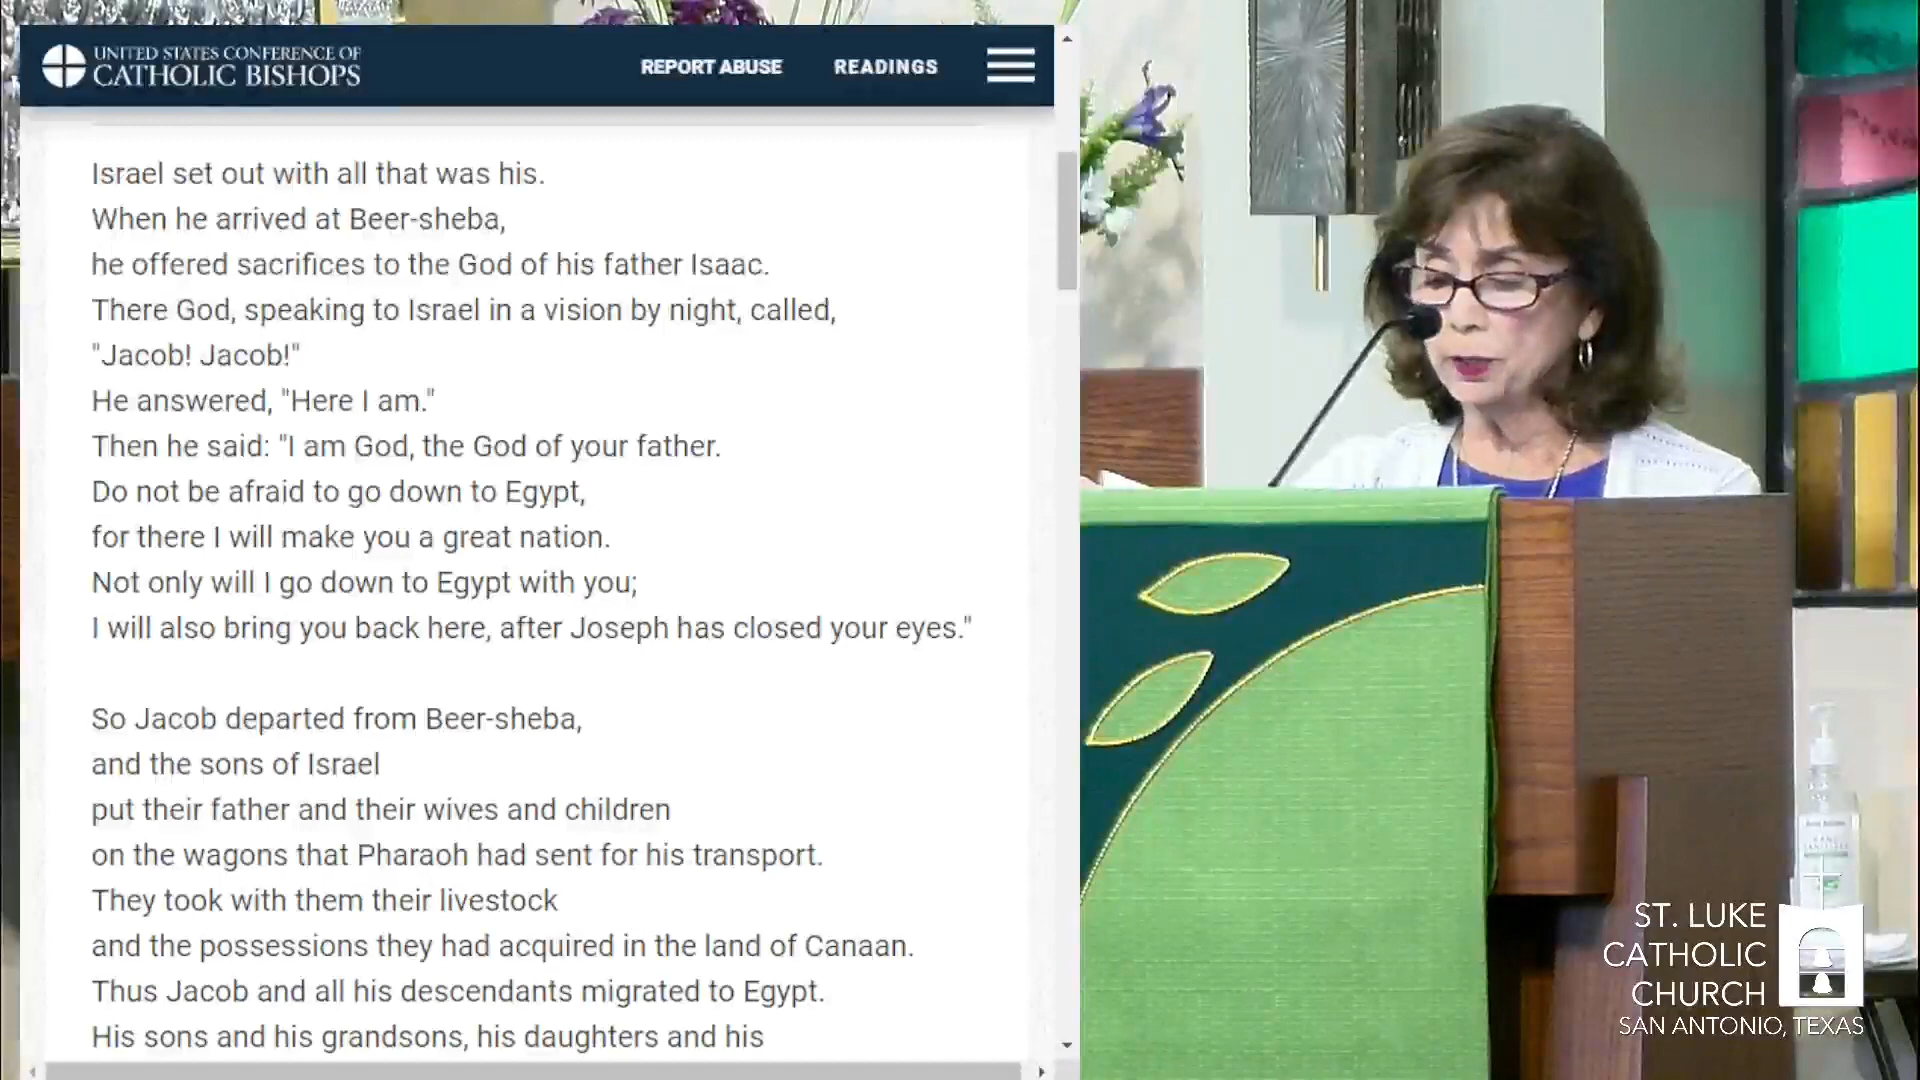 UNITED STATES CONFERENCE OF
CATHOLIC BISHOPS
REPORT ABUSE
READINGS
Israel set out with all that was his.
When he arrived at Beer-sheba,
he offered sacrifices to the God of his father Isaac.
There God, speaking to Israel in a vision by night, called,
"Jacob! Jacob!"
He answered, "Here I am."
Then he said: "I am God, the God of your father.
Do not be afraid to go down to Egypt,
for there I will make you a great nation.
Not only will I go down to Egypt with you;
I will also bring you back here, after Joseph has closed your eyes."
So Jacob departed from Beer-sheba,
and the sons of Israel
put their father and their wives and children
on the wagons that Pharaoh had sent for his transport.
They took with them their livestock
and the possessions they had acquired in the land of Canaan.
Thus Jacob and all his descendants migrated to Egypt.
His sons and his grandsons, his daughters and his
ST. LUKE
CATHOLIC
CHURCH
SAN ANTONIO, TEXAS